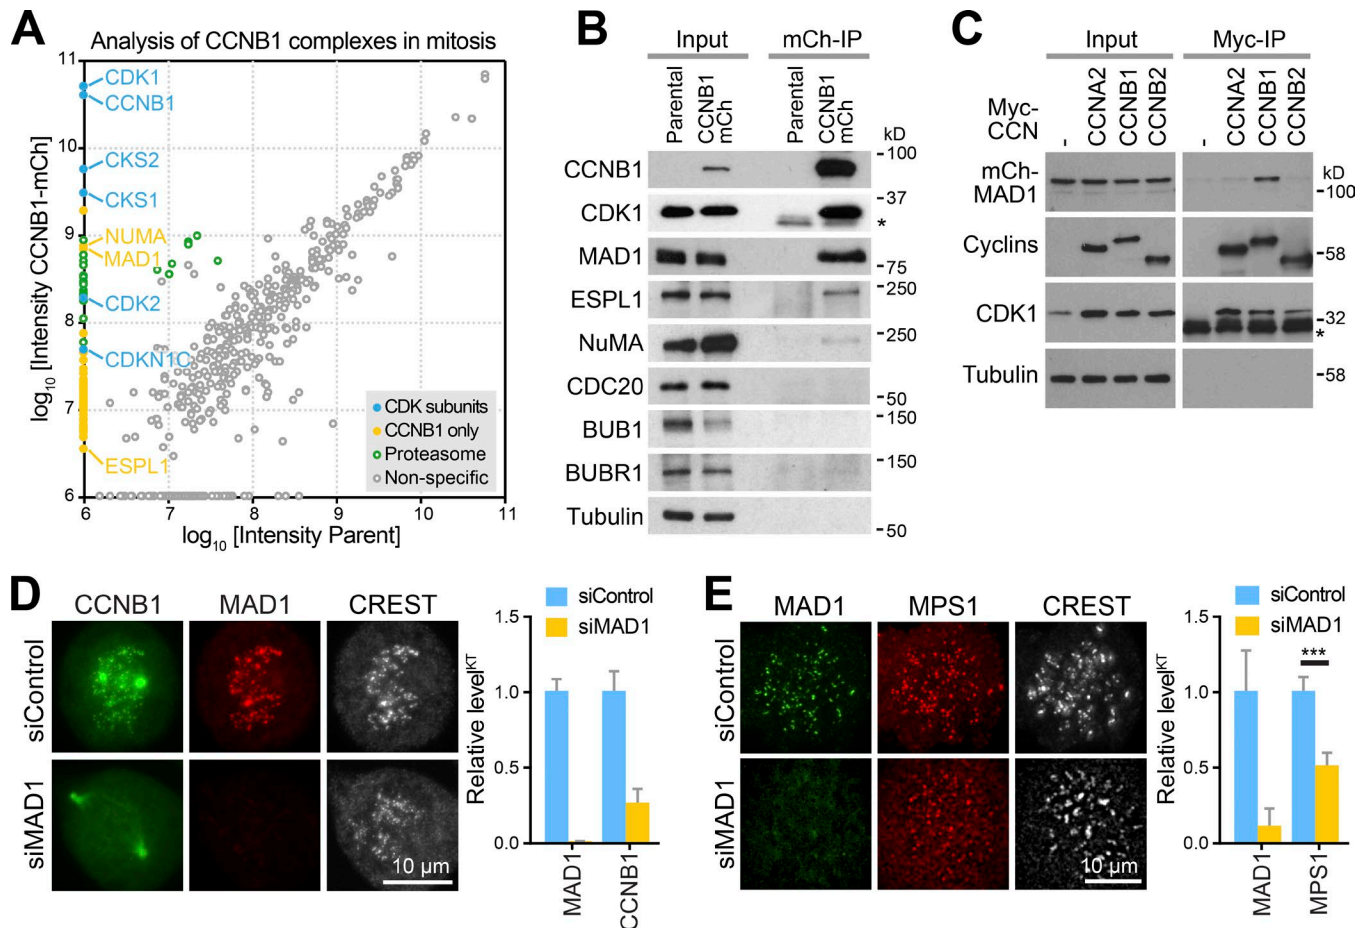 A
Analysis of CCNB1 complexes in mitosis
log10 [Intensity CCNB1-mCh]
11
10
9
8
7
6
CDK1
CCNB1
CKS2
CKS1
NUMA
MAD1
CDK2
CDKN1C
ESPL1
CDK subunits
CCNB1 only
Proteasome
Non-specific
6 7 8 9 10 11
log10 [Intensity Parent]
B
Input mCh-IP
Parental
CCNB1 mCh
Parental
CCNB1 mCh
kD
CCNB1 -100
CDK1 -37
*
MAD1 -75
ESPL1 -250
NuMA -250
CDC20 -50
BUB1 -150
BUBR1 -150
Tubulin -50
C
Input Myc-IP
Myc-CCN
- CCNA2 CCNB1 CCNB2 - CCNA2 CCNB1 CCNB2
mCh-MAD1
kD
-100
Cyclins -58
CDK1 -32
*
Tubulin -58
D
CCNB1 MAD1 CREST
siControl
siMAD1
10 µm
siControl
siMAD1
Relative level^KT
1.5
1.0
0.5
0.0
MAD1
CCNB1
E
MAD1 MPS1 CREST
siControl
siMAD1
10 µm
siControl
siMAD1
***
Relative level^KT
1.5
1.0
0.5
0.0
MAD1
MPS1